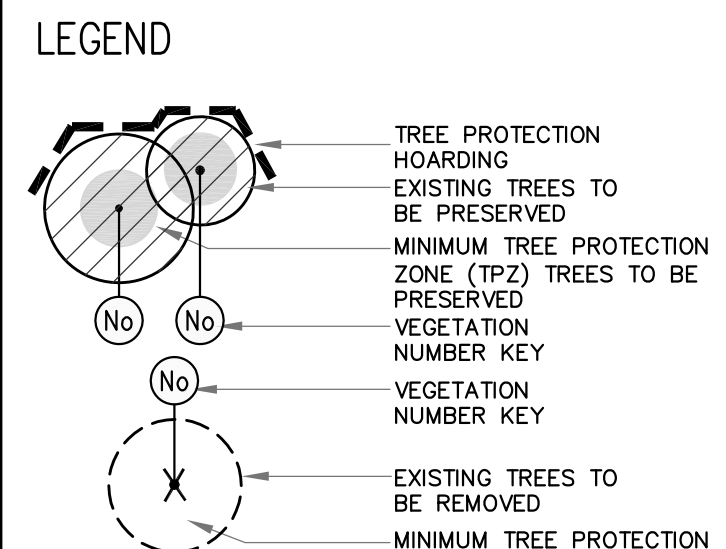 LEGEND
TREE PROTECTION
HOARDING
EXISTING TREES TO
BE PRESERVED
MINIMUM TREE PROTECTION
ZONE (TPZ) TREES TO BE
PRESERVED
No No
VEGETATION
NUMBER KEY
No
VEGETATION
NUMBER KEY
EXISTING TREES TO
BE REMOVED
MINIMUM TREE PROTECTION